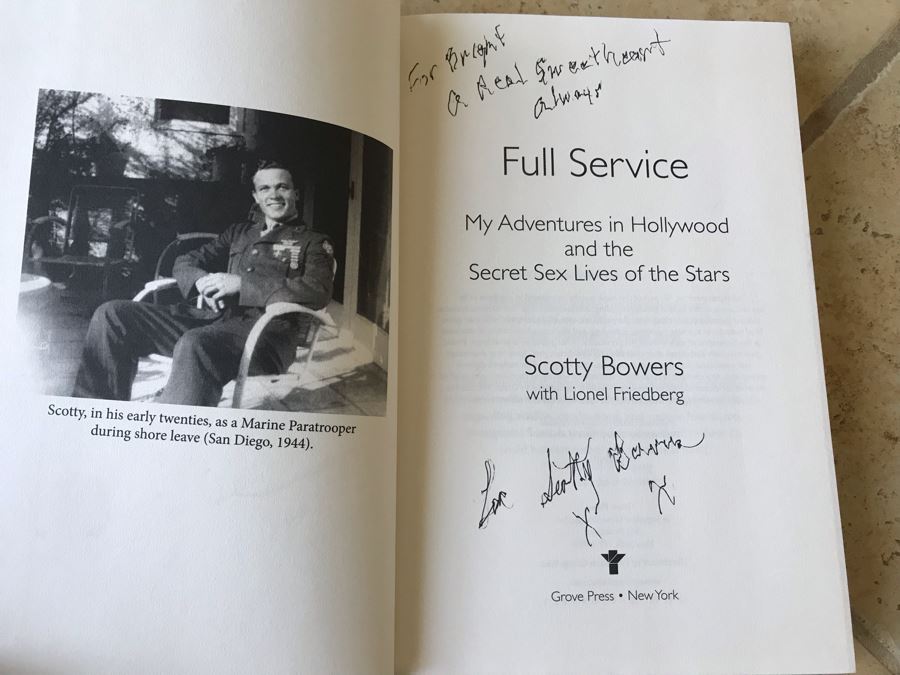 Scotty, in his early twenties, as a Marine Paratrooper
during shore leave (San Diego, 1944).
For
a Real Sweetheart
always
Full Service
My Adventures in Hollywood
and the
Secret Sex Lives of the Stars
Scotty Bowers
with Lionel Friedberg
Scotty Bowers
X X
Grove Press • New York